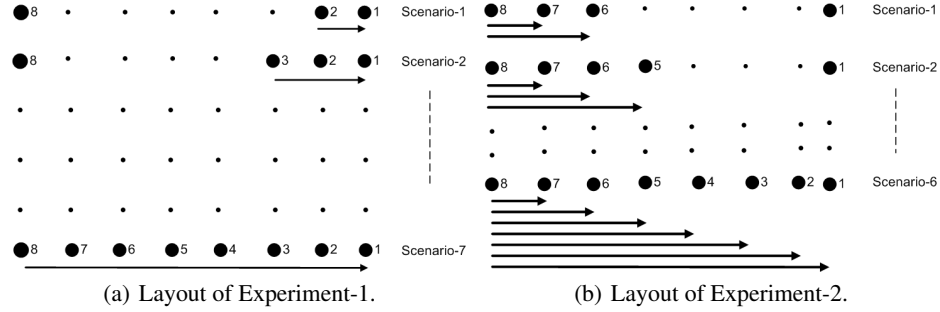 8 2 1 Scenario-1
8 3 2 1 Scenario-2
8 7 6 5 4 3 2 1 Scenario-7
(a) Layout of Experiment-1.
8 7 6 1 Scenario-1
8 7 6 5 1 Scenario-2
8 7 6 5 4 3 2 1 Scenario-6
(b) Layout of Experiment-2.